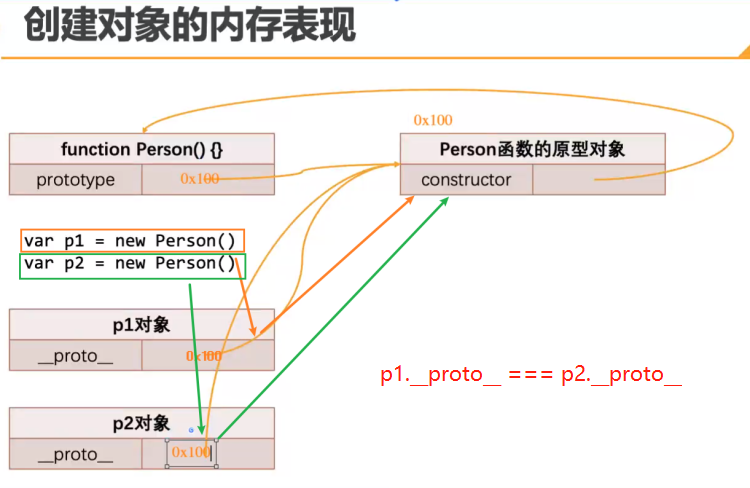 创建对象的内存表现
0x100
function Person() {}
Person函数的原型对象
prototype
0x100
constructor
var p1 = new Person()
var p2 = new Person()
p1对象
__proto__
0x100
p1.__proto__ === p2.__proto__
p2对象
__proto__
0x100